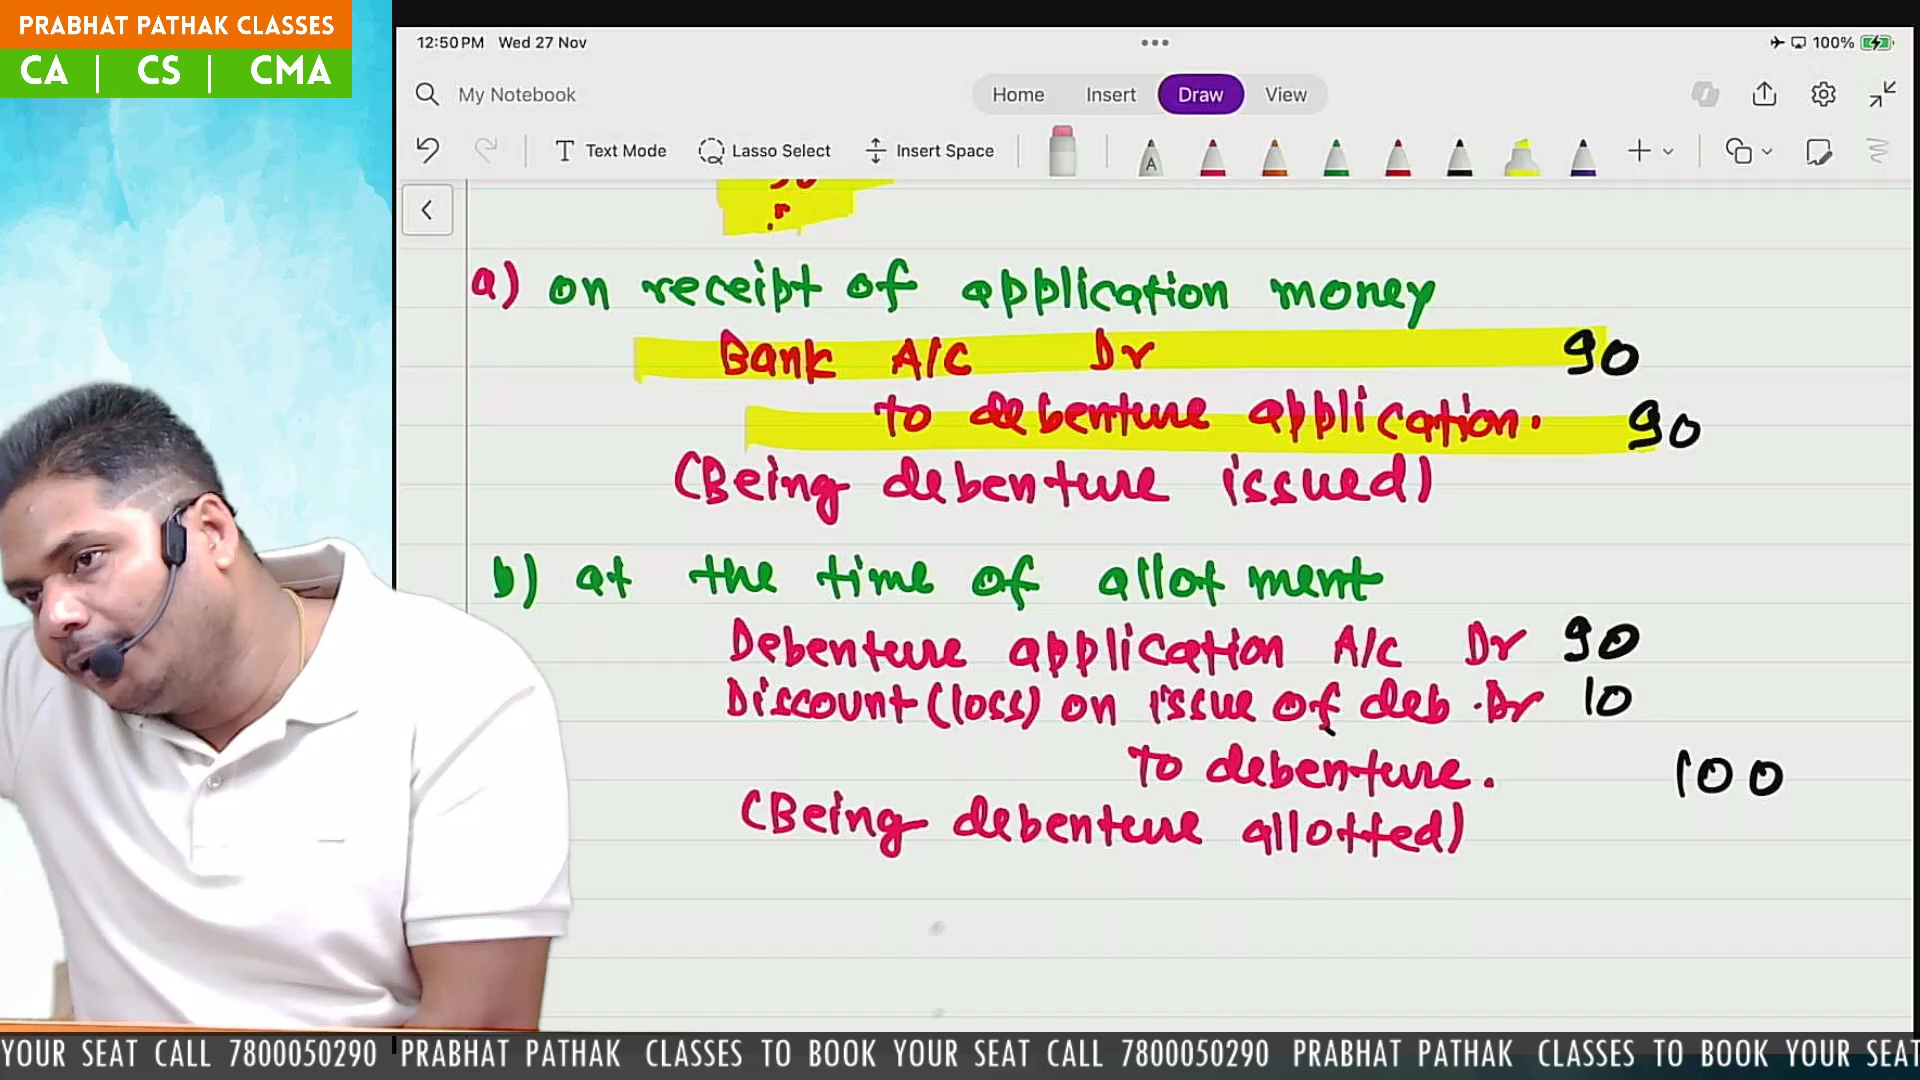 PRABHAT PATHAK CLASSES
CA | CS | CMA
12:50 PM Wed 27 Nov
100%
My Notebook
Home Insert Draw View
Text Mode Lasso Select Insert Space
a) on receipt of application money
Bank A/C Dr 90
to debenture application. 90
(Being debenture issued)
b) at the time of allotment
Debenture application A/C Dr 90
Discount (loss) on issue of deb. Dr 10
to debenture. 100
(Being debenture allotted)
YOUR SEAT CALL 7800050290 PRABHAT PATHAK CLASSES TO BOOK YOUR SEAT CALL 7800050290 PRABHAT PATHAK CLASSES TO BOOK YOUR SEAT